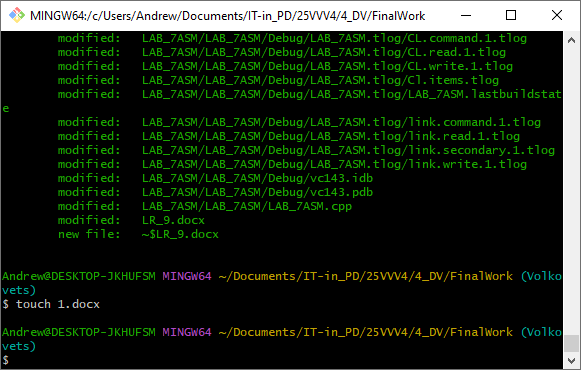 MINGW64:/c/Users/Andrew/Documents/IT-in_PD/25VVV4/4_DV/FinalWork
modified:   LAB_7ASM/LAB_7ASM/Debug/LAB_7ASM.tlog/CL.command.1.tlog
modified:   LAB_7ASM/LAB_7ASM/Debug/LAB_7ASM.tlog/CL.read.1.tlog
modified:   LAB_7ASM/LAB_7ASM/Debug/LAB_7ASM.tlog/CL.write.1.tlog
modified:   LAB_7ASM/LAB_7ASM/Debug/LAB_7ASM.tlog/Cl.items.tlog
modified:   LAB_7ASM/LAB_7ASM/Debug/LAB_7ASM.tlog/LAB_7ASM.lastbuildstat
e
modified:   LAB_7ASM/LAB_7ASM/Debug/LAB_7ASM.tlog/link.command.1.tlog
modified:   LAB_7ASM/LAB_7ASM/Debug/LAB_7ASM.tlog/link.read.1.tlog
modified:   LAB_7ASM/LAB_7ASM/Debug/LAB_7ASM.tlog/link.secondary.1.tlog
modified:   LAB_7ASM/LAB_7ASM/Debug/LAB_7ASM.tlog/link.write.1.tlog
modified:   LAB_7ASM/LAB_7ASM/Debug/vc143.idb
modified:   LAB_7ASM/LAB_7ASM/Debug/vc143.pdb
modified:   LAB_7ASM/LAB_7ASM/LAB_7ASM.cpp
modified:   LR_9.docx
new file:   ~$LR_9.docx
Andrew@DESKTOP-JKHUFSM MINGW64 ~/Documents/IT-in_PD/25VVV4/4_DV/FinalWork (Volko
vets)
$ touch 1.docx
Andrew@DESKTOP-JKHUFSM MINGW64 ~/Documents/IT-in_PD/25VVV4/4_DV/FinalWork (Volko
vets)
$